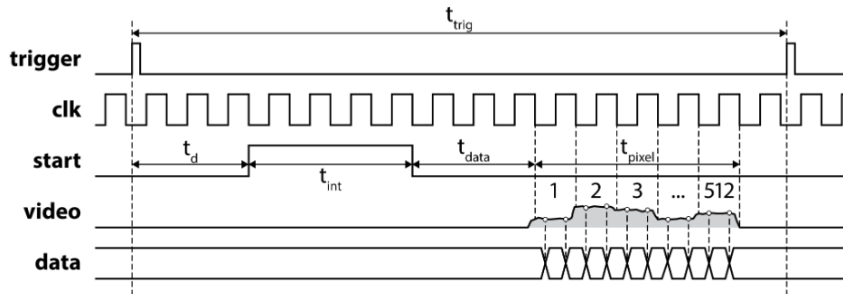 t_trig
trigger
clk
start t_d t_int t_data t_pixel
1 2 3 ... 512
video
data